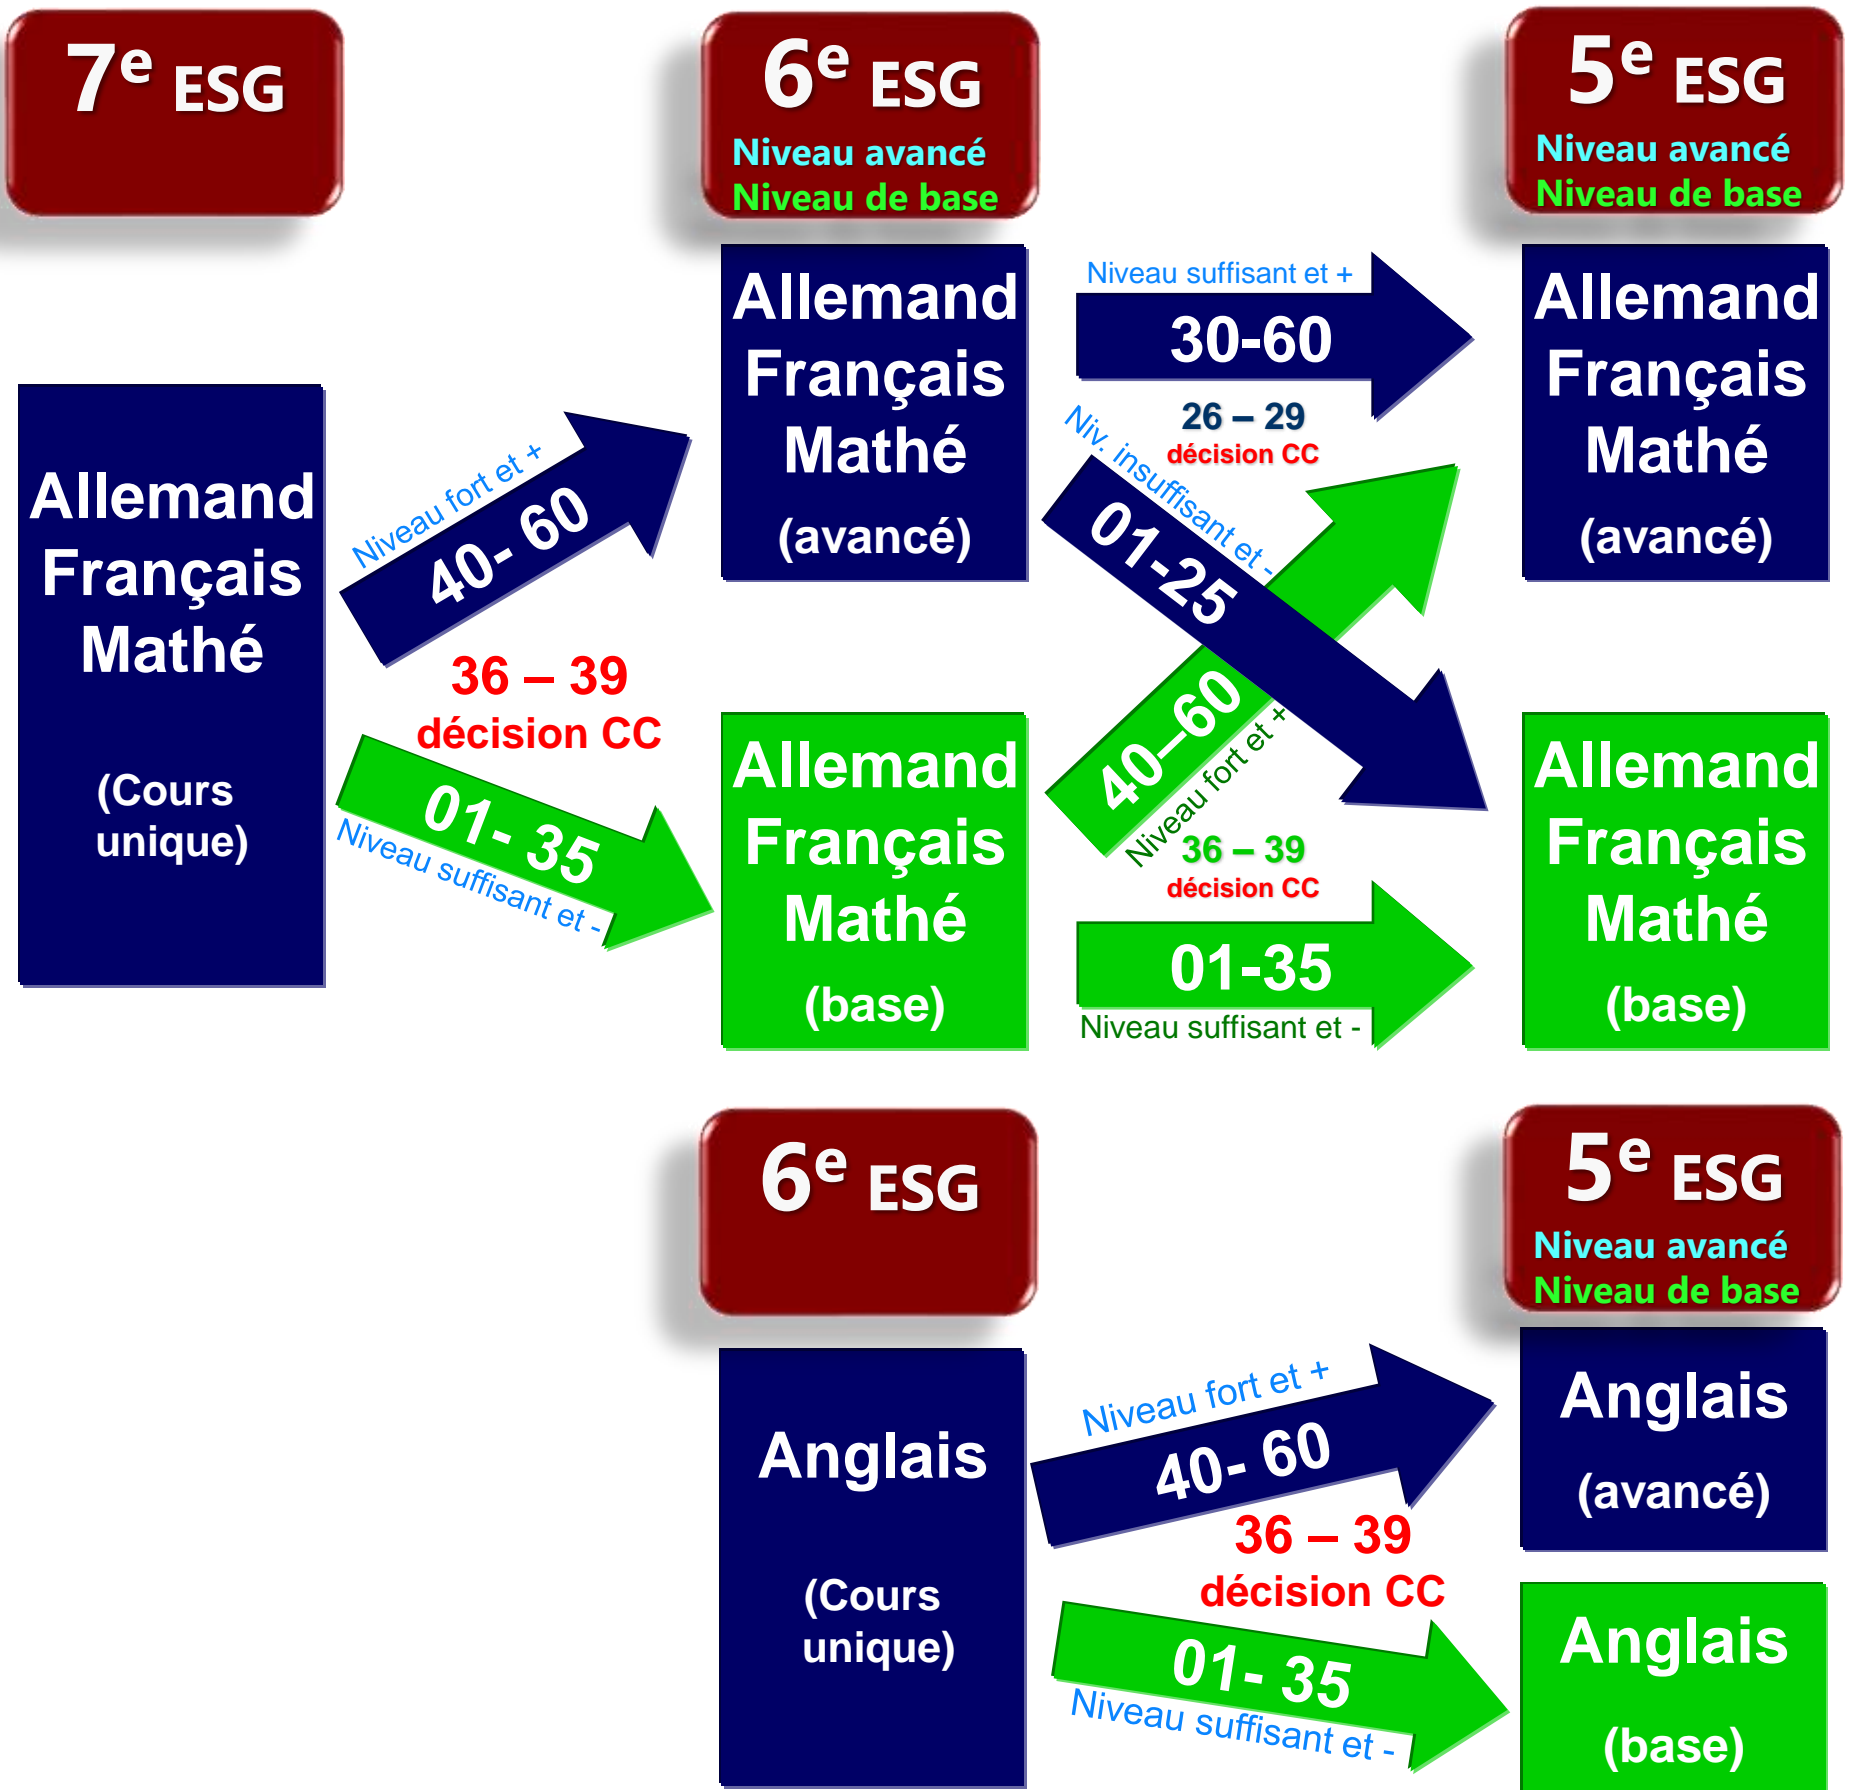 7e ESG
6e ESG
Niveau avancé
Niveau de base
5e ESG
Niveau avancé
Niveau de base
Allemand
Français
Mathé
(Cours
unique)
Niveau fort et +
40- 60
36 – 39
décision CC
01- 35
Niveau suffisant et -
Allemand
Français
Mathé
(avancé)
Allemand
Français
Mathé
(base)
Niveau suffisant et +
30-60
26 – 29
décision CC
Niv. insuffisant et -
01-25
40–60
Niveau fort et +
36 – 39
décision CC
01-35
Niveau suffisant et -
Allemand
Français
Mathé
(avancé)
Allemand
Français
Mathé
(base)
6e ESG
5e ESG
Niveau avancé
Niveau de base
Anglais
(Cours
unique)
Niveau fort et +
40- 60
36 – 39
décision CC
01- 35
Niveau suffisant et -
Anglais
(avancé)
Anglais
(base)